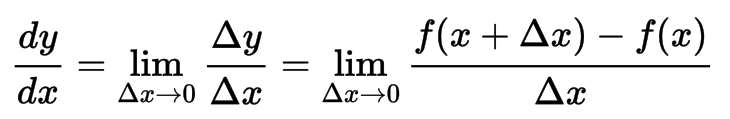 dy/dx = lim_{Δx→0} Δy/Δx = lim_{Δx→0} (f(x + Δx) − f(x))/Δx